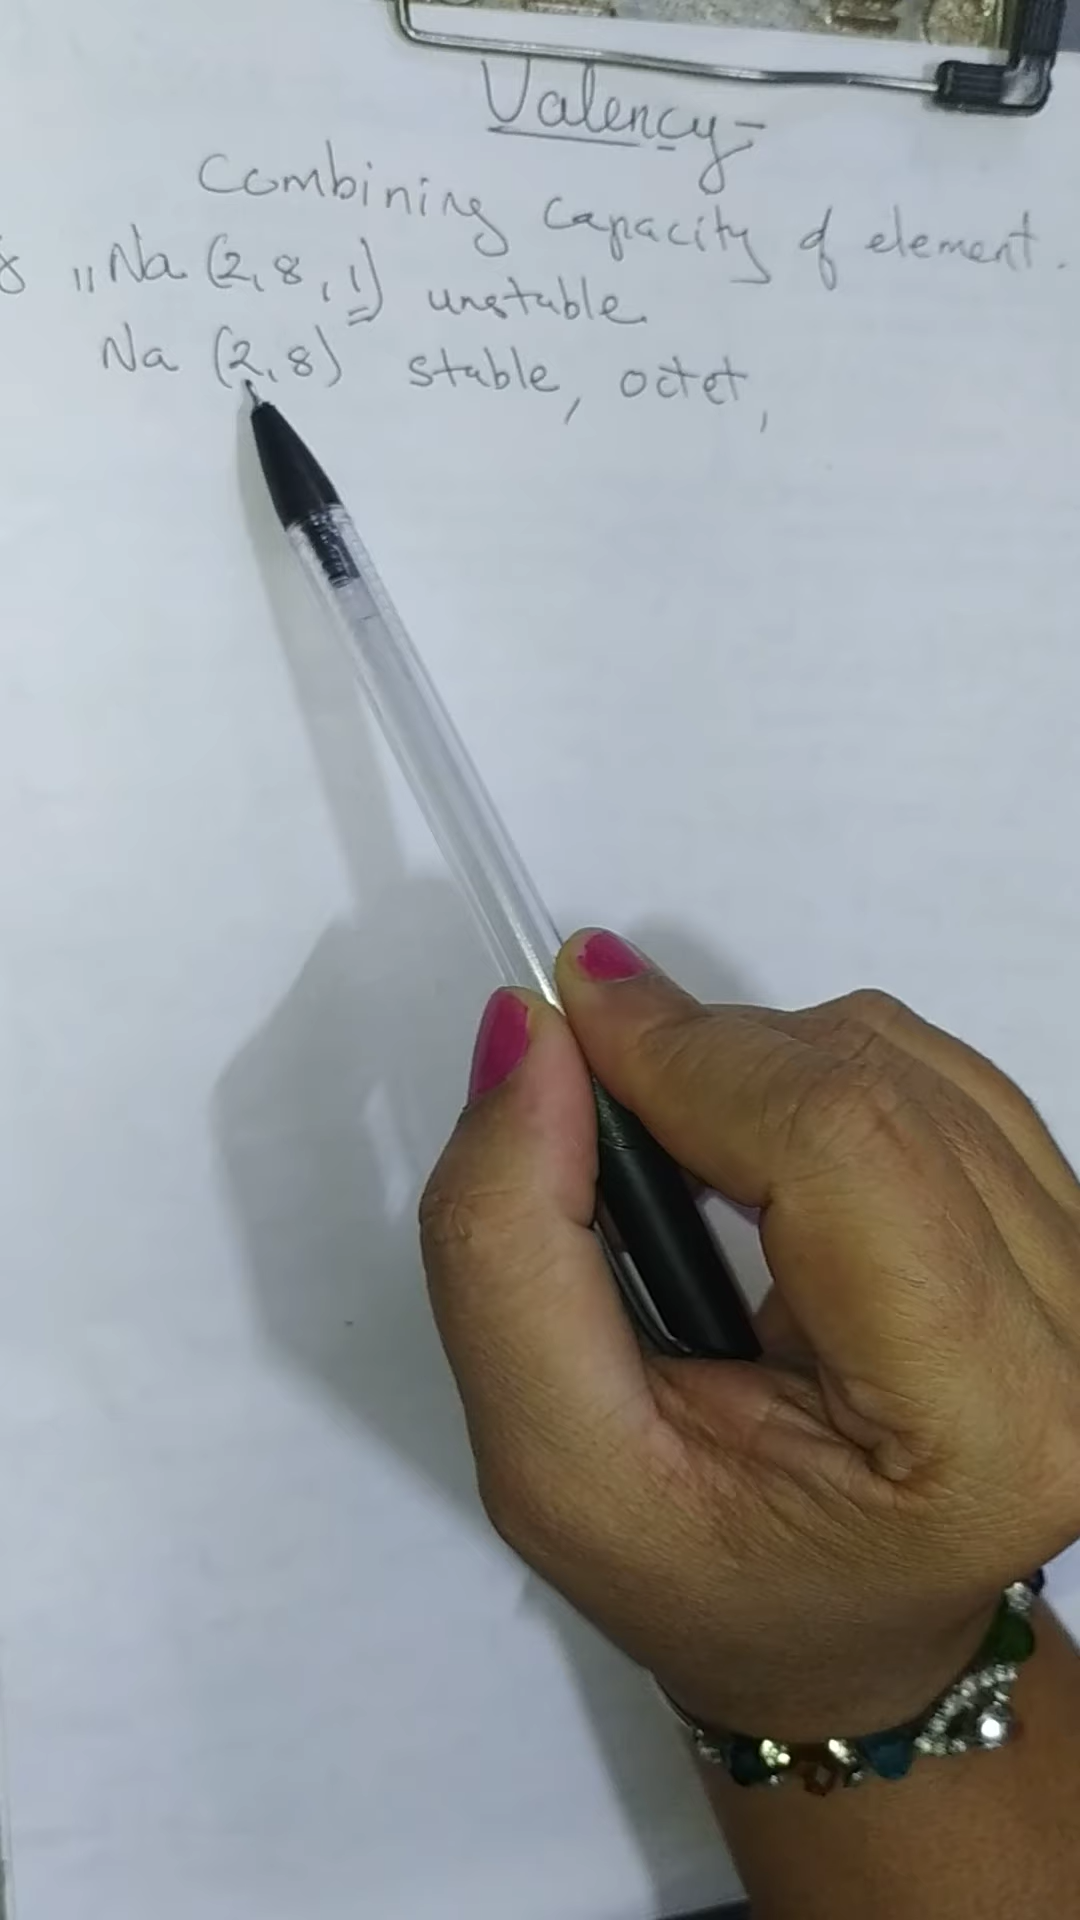 Valency-
Combining capacity of element.
11 Na (2,8,1) unstable
Na (2,8) stable, octet,